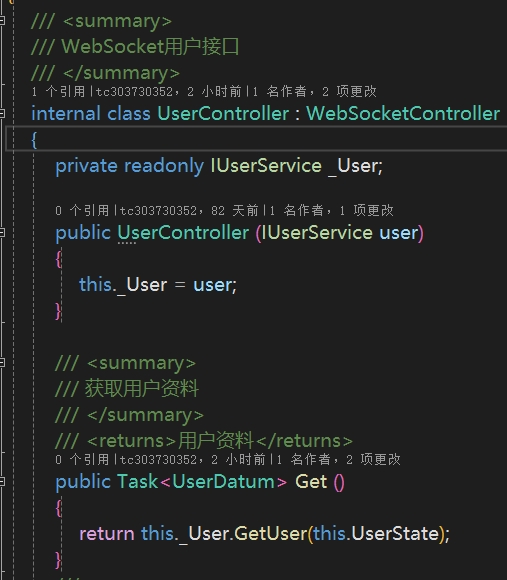 /// <summary>
/// WebSocket用户接口
/// </summary>
1 个引用|tc303730352，2 小时前|1 名作者，2 项更改
internal class UserController : WebSocketController
{
private readonly IUserService _User;
0 个引用|tc303730352，82 天前|1 名作者，1 项更改
public UserController (IUserService user)
{
this._User = user;
}
/// <summary>
/// 获取用户资料
/// </summary>
/// <returns>用户资料</returns>
0 个引用|tc303730352，2 小时前|1 名作者，2 项更改
public Task<UserDatum> Get ()
{
return this._User.GetUser(this.UserState);
}